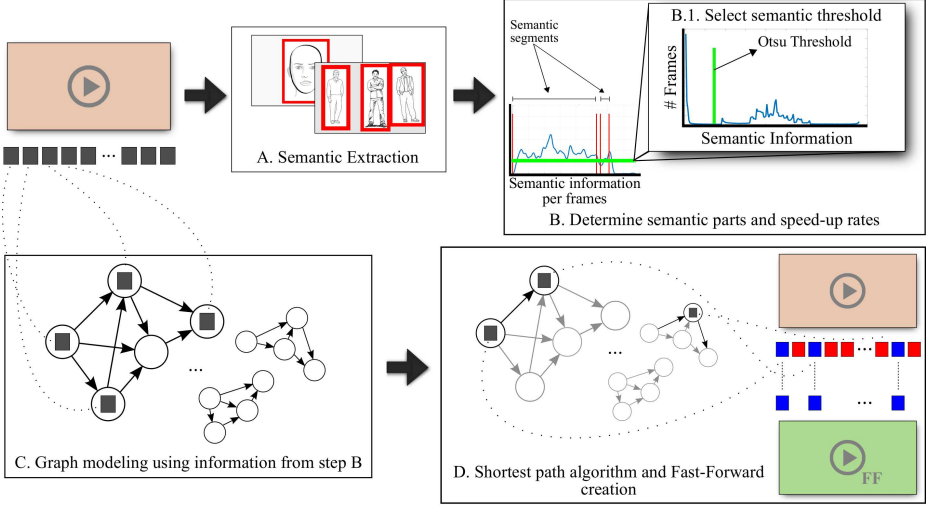 A. Semantic Extraction
Semantic
segments
Semantic information
per frames
B.1. Select semantic threshold
Otsu Threshold
# Frames
Semantic Information
B. Determine semantic parts and speed-up rates
...
...
C. Graph modeling using information from step B
...
...
...
FF
D. Shortest path algorithm and Fast-Forward
creation